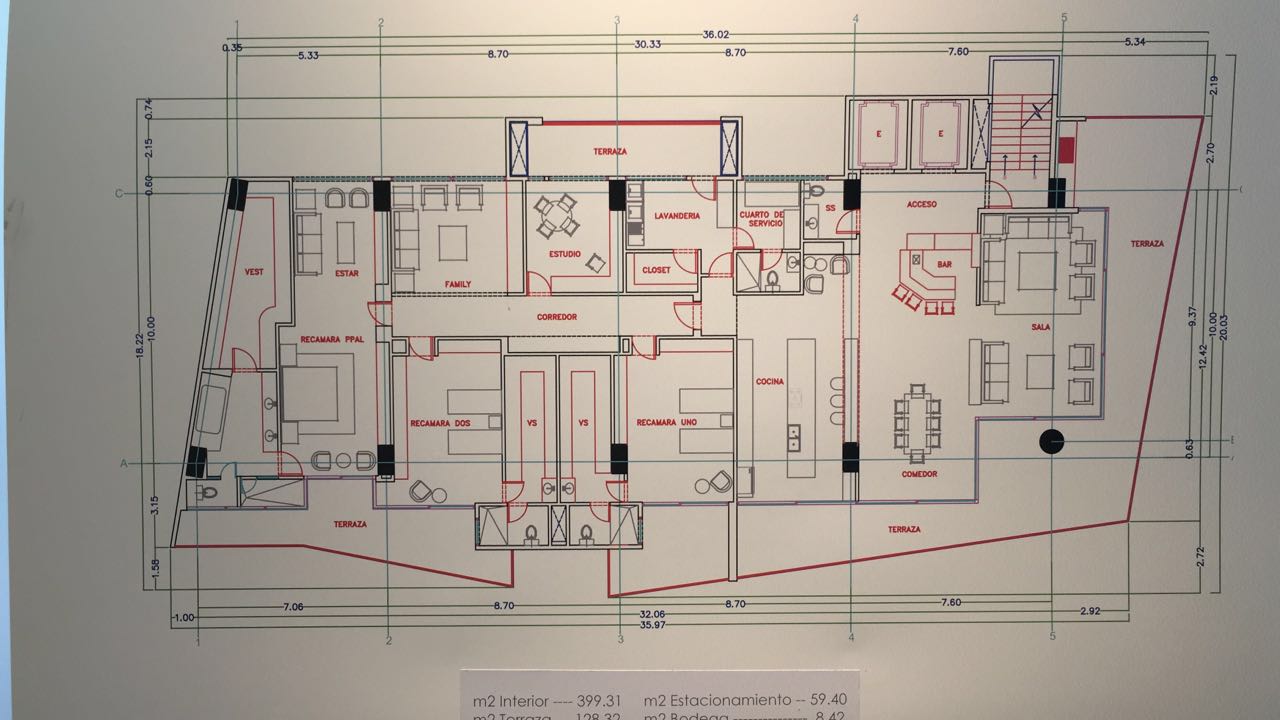 1
2
3
4
5
36.02
0.35
30.33
5.34
5.33
8.70
8.70
7.60
2.19
0.74
2.15
0.60
TERRAZA
E
E
2.70
C
VEST
ESTAR
FAMILY
ESTUDIO
LAVANDERIA
CUARTO DE
SERVICIO
SS
ACCESO
TERRAZA
CLOSET
BAR
CORREDOR
SALA
RECAMARA PPAL
18.22
10.00
9.37
10.00
20.03
12.42
COCINA
RECAMARA DOS
VS
VS
RECAMARA UNO
COMEDOR
0.63
A
3.15
TERRAZA
TERRAZA
1.58
2.72
7.06
8.70
8.70
7.60
2.92
1.00
32.06
35.97
1
2
3
4
5
m2 Interior ---- 399.31 m2 Estacionamiento -- 59.40
m2 Terraza 128.32 m2 Bodega --------------- 8.42